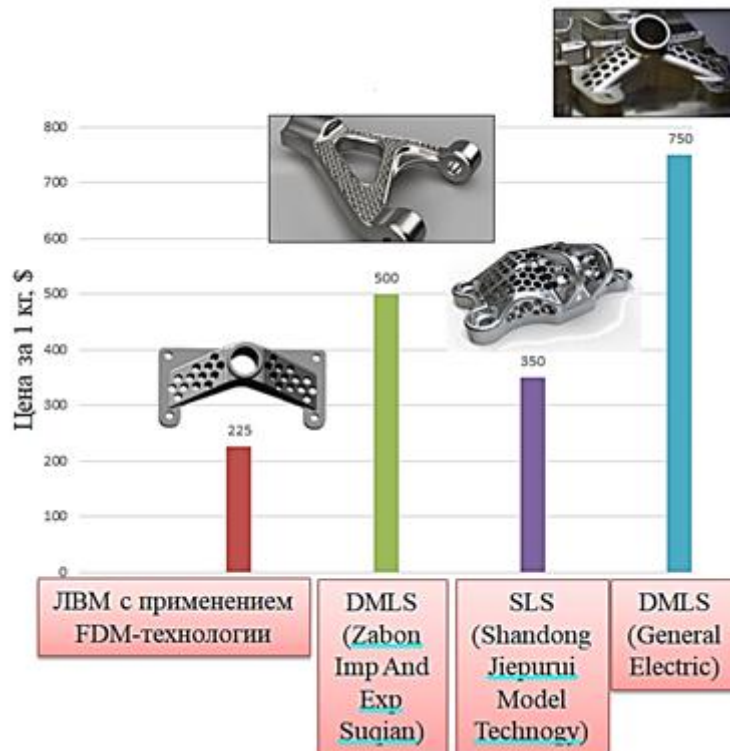 Цена за 1 кг, $
800
700
600
500
400
300
200
100
0
225
500
350
750
ЛВМ с применением
FDM-технологии
DMLS
(Zabon
Imp And
Exp
Suqian)
SLS
(Shandong
Jiepurui
Model
Technogy)
DMLS
(General
Electric)